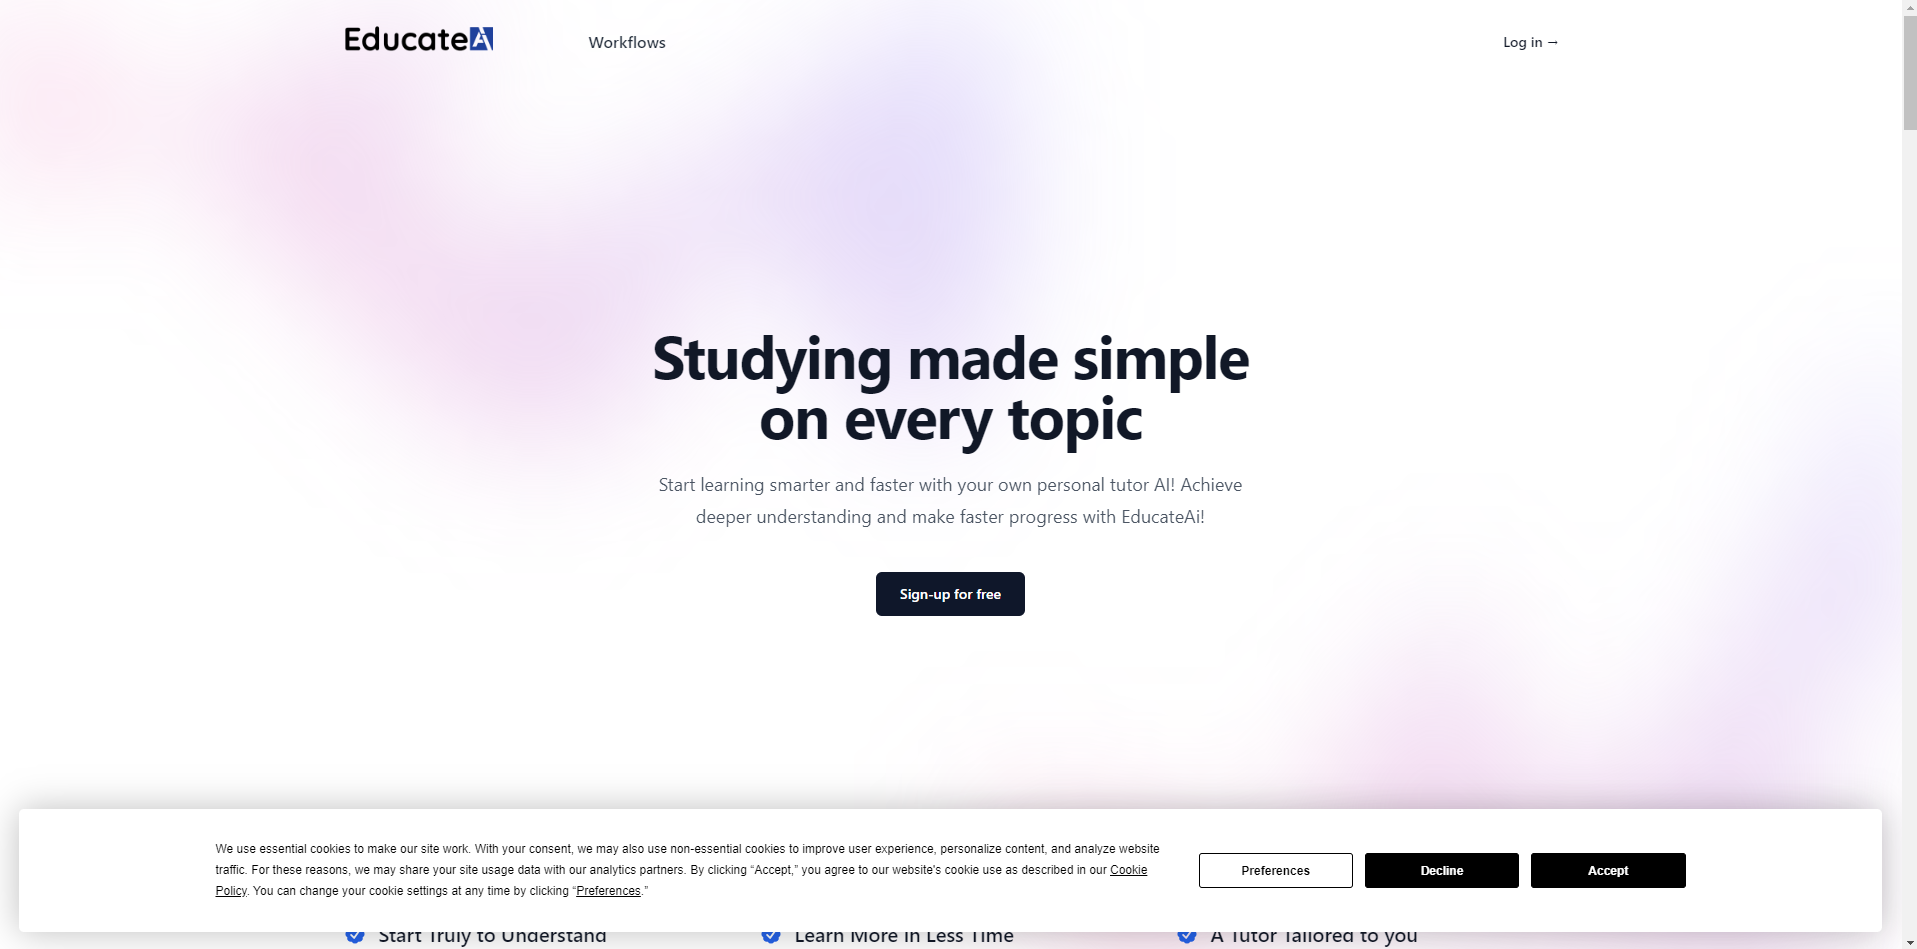 EducateAi
Workflows
Log in →
Studying made simple
on every topic
Start learning smarter and faster with your own personal tutor AI! Achieve
deeper understanding and make faster progress with EducateAi!
Sign-up for free
We use essential cookies to make our site work. With your consent, we may also use non-essential cookies to improve user experience, personalize content, and analyze website
traffic. For these reasons, we may share your site usage data with our analytics partners. By clicking “Accept,” you agree to our website's cookie use as described in our Cookie
Policy. You can change your cookie settings at any time by clicking “Preferences.”
Preferences
Decline
Accept
Start Truly to Understand
Learn More in Less Time
A Tutor Tailored to you